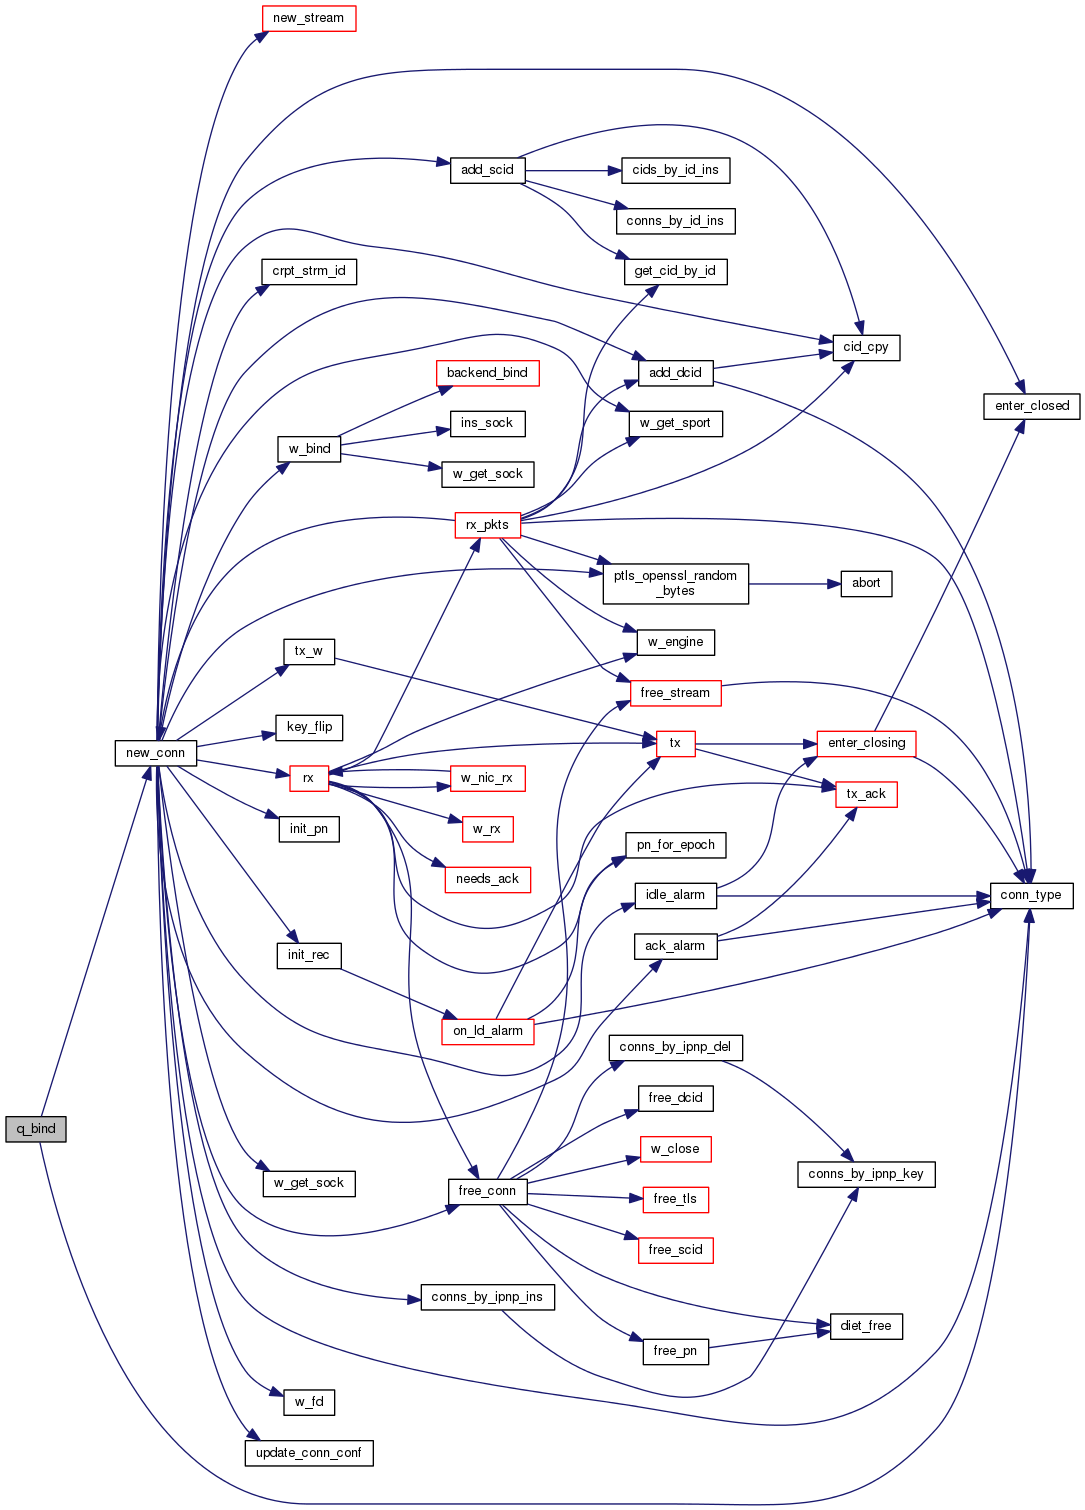 new_stream
add_scid
cids_by_id_ins
conns_by_id_ins
crpt_strm_id
get_cid_by_id
cid_cpy
backend_bind
add_dcid
enter_closed
ins_sock
w_get_sport
w_bind
w_get_sock
rx_pkts
ptls_openssl_random
_bytes
abort
tx_w
w_engine
free_stream
key_flip
new_conn
tx
enter_closing
rx
w_nic_rx
tx_ack
init_pn
w_rx
pn_for_epoch
needs_ack
idle_alarm
conn_type
init_rec
ack_alarm
on_ld_alarm
conns_by_ipnp_del
free_dcid
q_bind
w_close
conns_by_ipnp_key
w_get_sock
free_conn
free_tls
free_scid
conns_by_ipnp_ins
diet_free
free_pn
w_fd
update_conn_conf